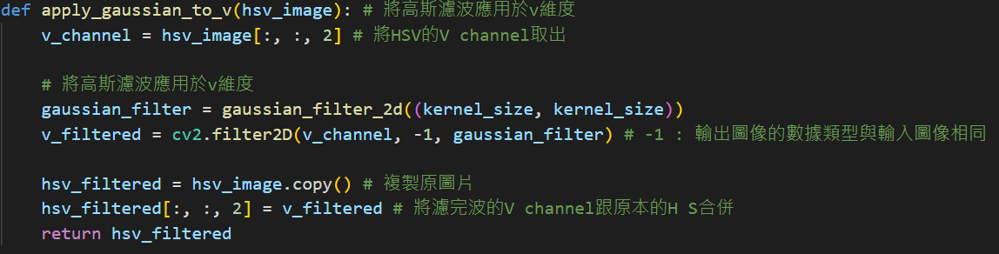 def apply_gaussian_to_v(hsv_image): # 將高斯濾波應用於v維度
    v_channel = hsv_image[:, :, 2] # 將HSV的V channel取出
    # 將高斯濾波應用於v維度
    gaussian_filter = gaussian_filter_2d((kernel_size, kernel_size))
    v_filtered = cv2.filter2D(v_channel, -1, gaussian_filter) # -1 : 輸出圖像的數據類型與輸入圖像相同
    hsv_filtered = hsv_image.copy() # 複製原圖片
    hsv_filtered[:, :, 2] = v_filtered # 將濾完波的V channel跟原本的H S合併
    return hsv_filtered